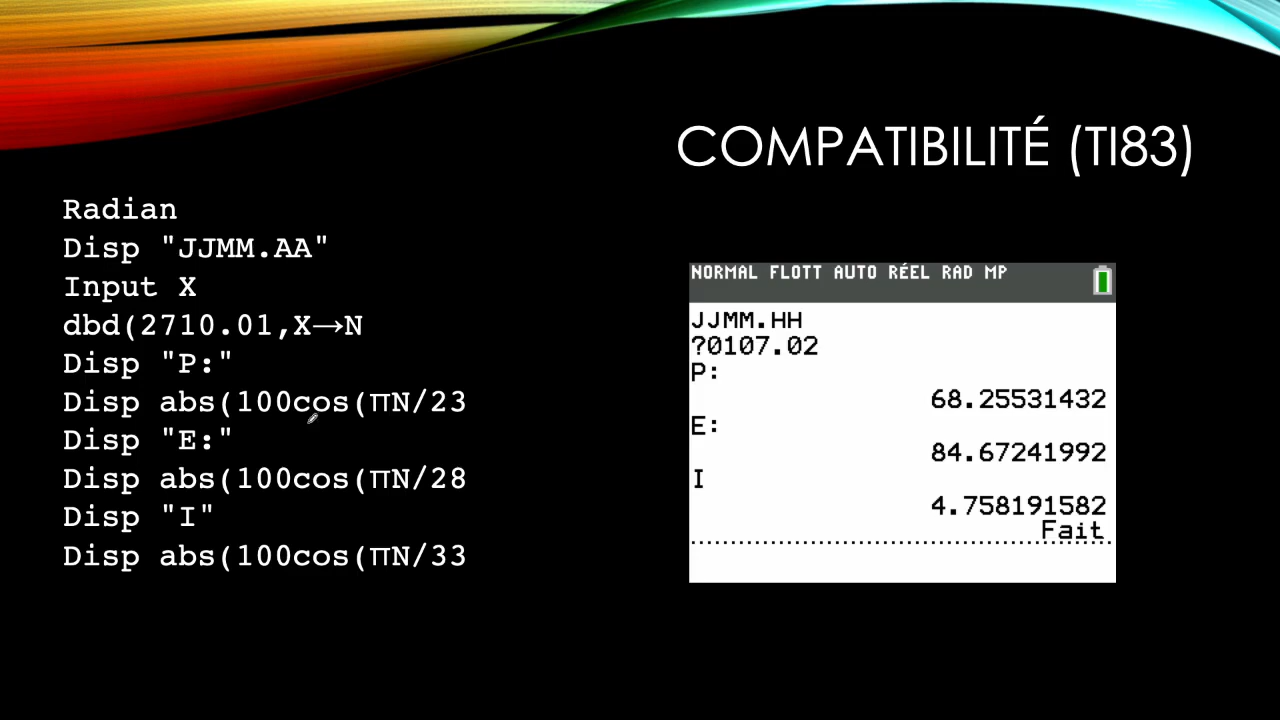 COMPATIBILITÉ (TI83)
Radian
Disp "JJMM.AA"
Input X
dbd(2710.01,X→N
Disp "P:"
Disp abs(100cos(πN/23
Disp "E:"
Disp abs(100cos(πN/28
Disp "I"
Disp abs(100cos(πN/33
NORMAL FLOTT AUTO RÉEL RAD MP
JJMM.HH
?0107.02
P:
68.25531432
E:
84.67241992
I
4.758191582
Fait